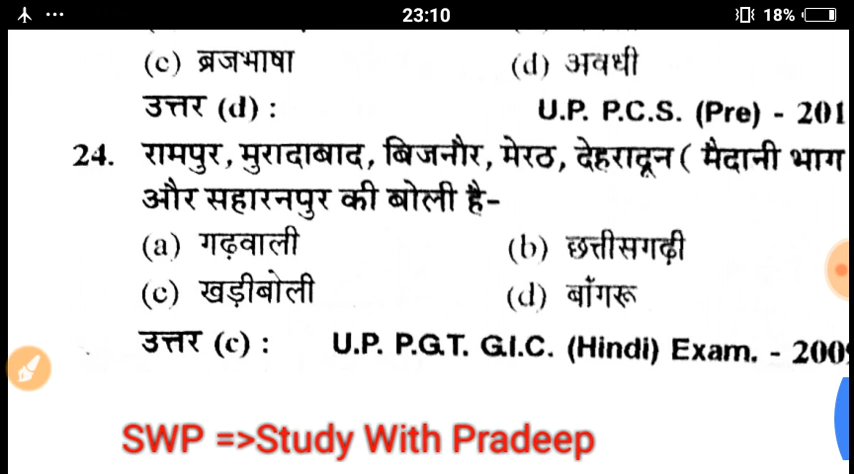 23:10 18%
(c) ब्रजभाषा (d) अवधी
उत्तर (d) : U.P. P.C.S. (Pre) - 201
24. रामपुर, मुरादाबाद, बिजनौर, मेरठ, देहरादून ( मैदानी भाग
और सहारनपुर की बोली है-
(a) गढ़वाली (b) छत्तीसगढ़ी
(c) खड़ीबोली (d) बाँगरू
उत्तर (c) : U.P. P.G.T. G.I.C. (Hindi) Exam. - 200
SWP =>Study With Pradeep